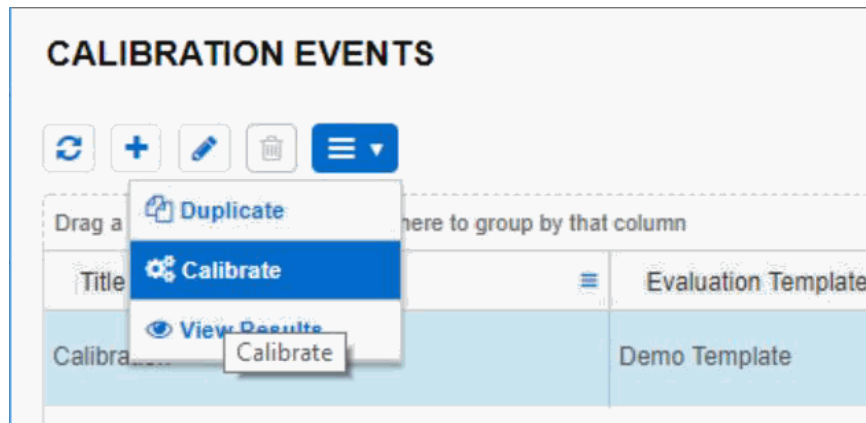 CALIBRATION EVENTS
Duplicate
Drag a here to group by that column
Calibrate
Title Evaluation Template
View Results
Calibrate
Calibration Demo Template